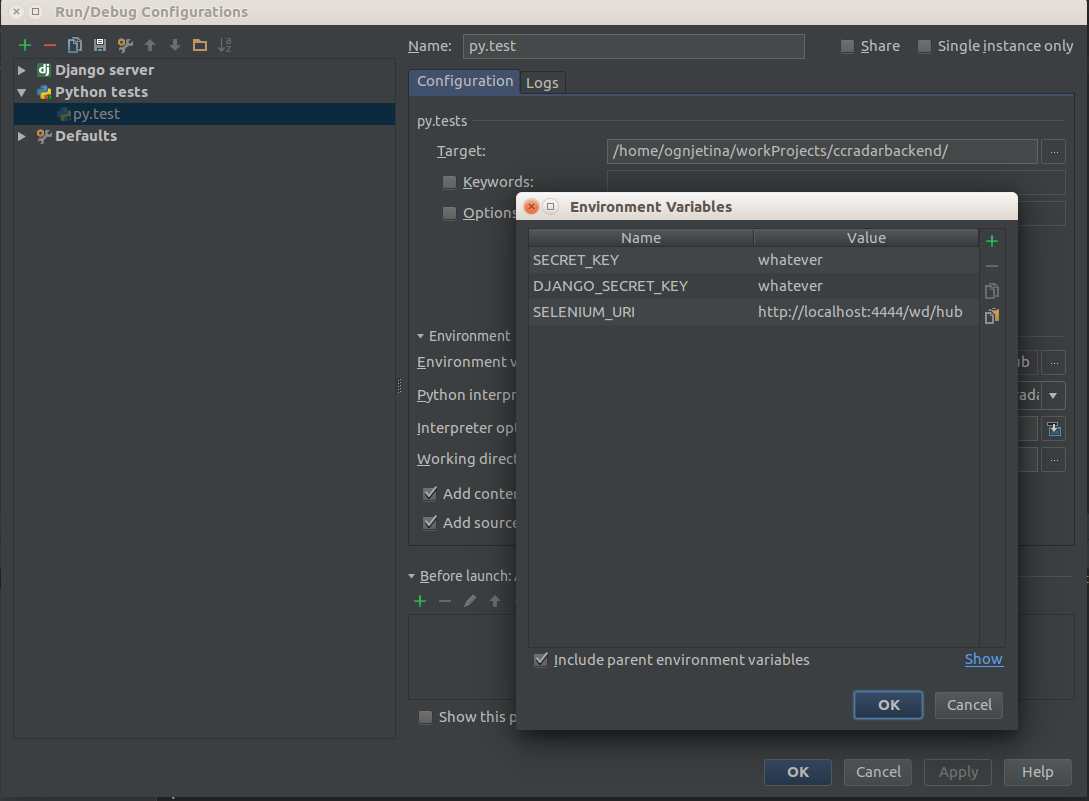 Run/Debug Configurations
Name: py.test Share Single instance only
Django server
Python tests
py.test
Defaults
Configuration Logs
py.tests
Target: /home/ognjetina/workProjects/ccradarbackend/ ...
Keywords:
Options
Environment
Environment v
Python interpr
Interpreter opt
Working direct
Add conter
Add source
Before launch:
Show this p
Environment Variables
Name Value
SECRET_KEY whatever
DJANGO_SECRET_KEY whatever
SELENIUM_URI http://localhost:4444/wd/hub
Include parent environment variables Show
OK Cancel
OK Cancel Apply Help